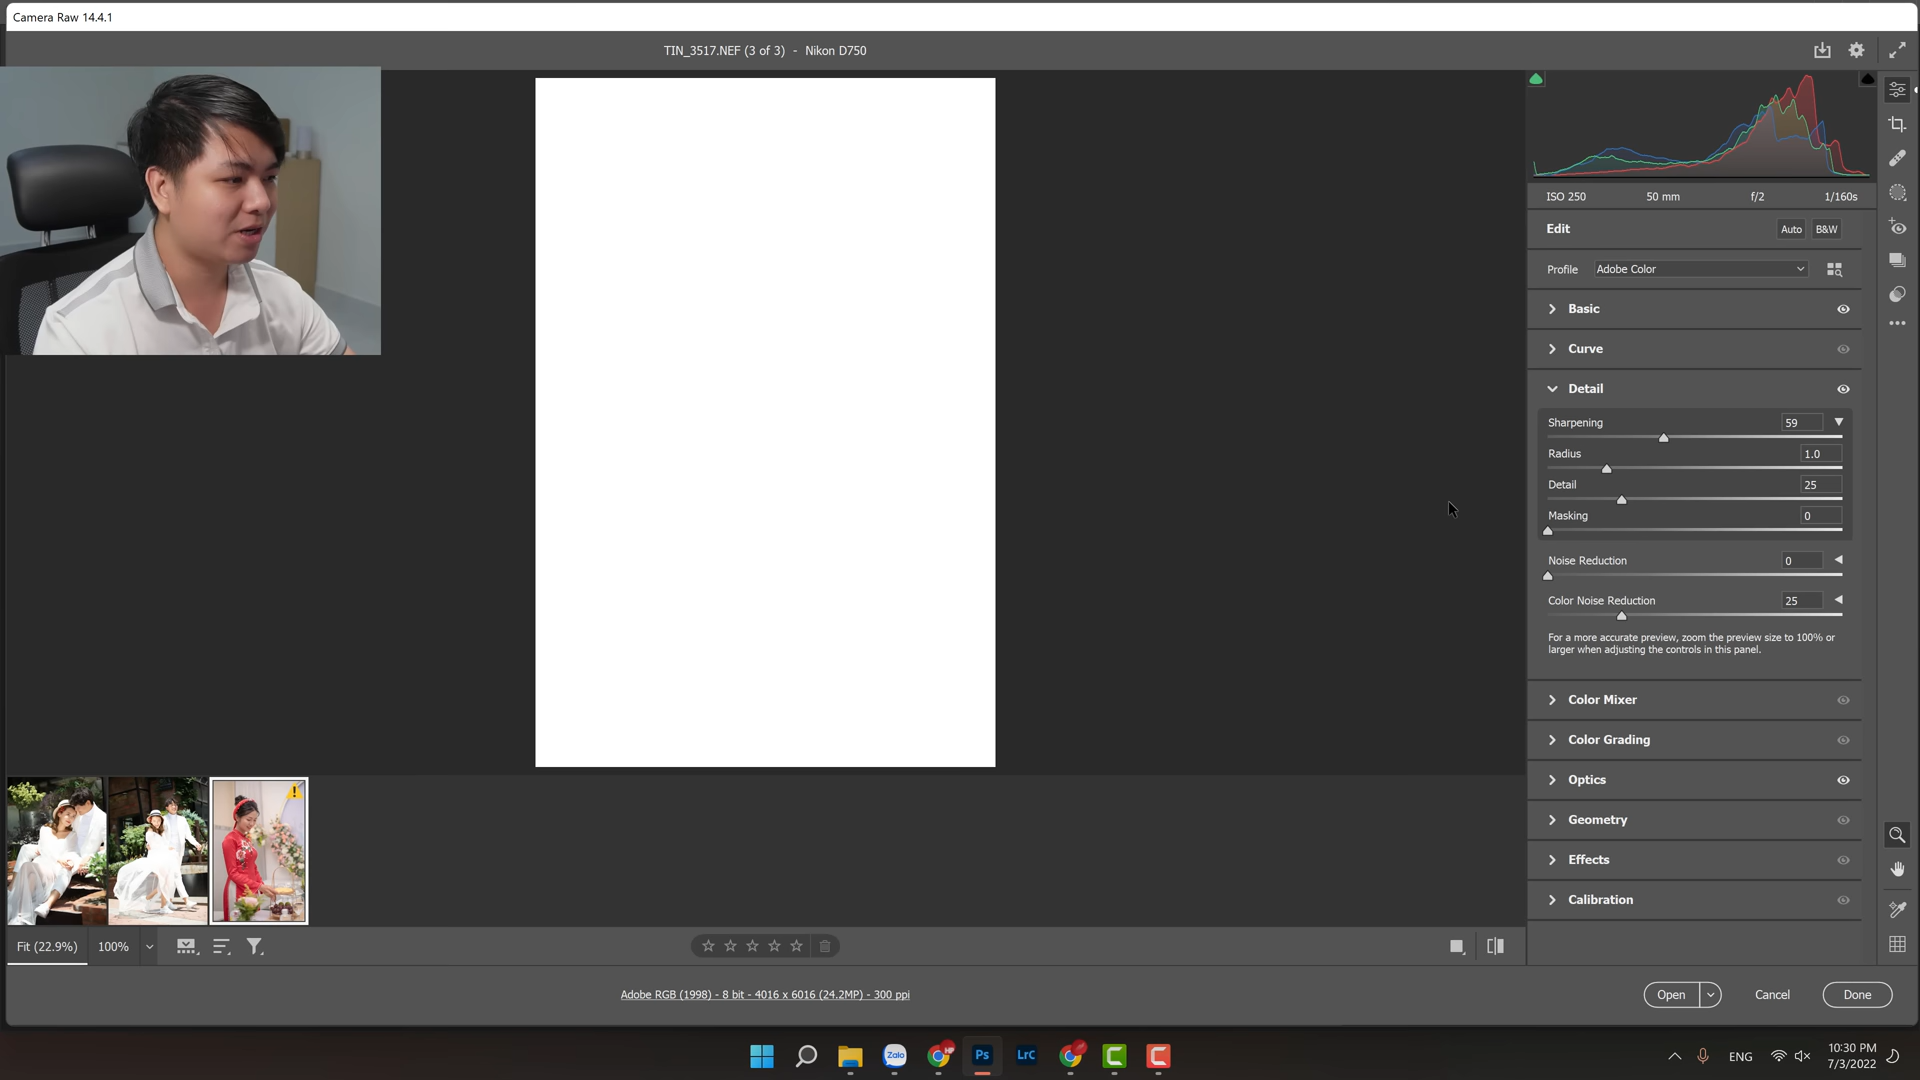 Camera Raw 14.4.1
TIN_3517.NEF (3 of 3) - Nikon D750
ISO 250 50 mm f/2 1/160s
Edit Auto B&W
Profile Adobe Color
Basic
Curve
Detail
Sharpening 59
Radius 1.0
Detail 25
Masking 0
Noise Reduction 0
Color Noise Reduction 25
For a more accurate preview, zoom the preview size to 100% or
larger when adjusting the controls in this panel.
Color Mixer
Color Grading
Optics
Geometry
Effects
Calibration
Fit (22.9%) 100%
Adobe RGB (1998) - 8 bit - 4016 x 6016 (24.2MP) - 300 ppi
Open Cancel Done
Zalo HP Ps LrC C C
ENG
10:30 PM
7/3/2022